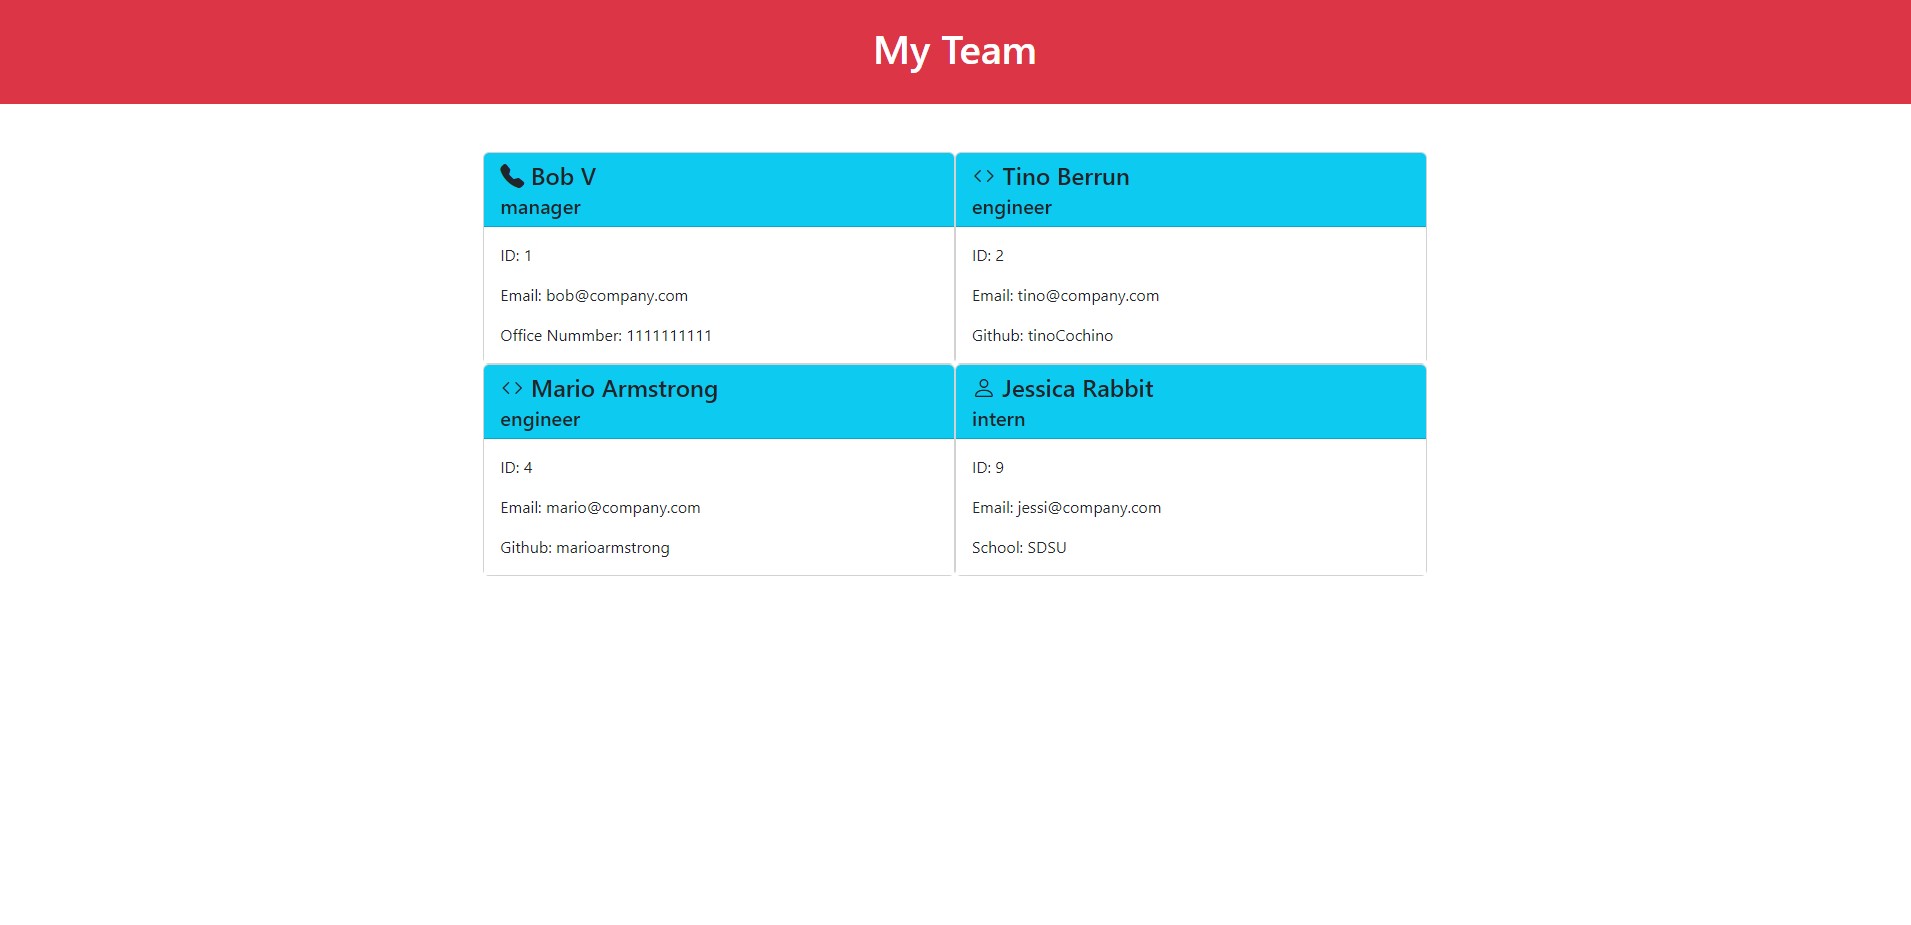 My Team
Bob V
manager
ID: 1
Email: bob@company.com
Office Nummber: 1111111111
Tino Berrun
engineer
ID: 2
Email: tino@company.com
Github: tinoCochino
Mario Armstrong
engineer
ID: 4
Email: mario@company.com
Github: marioarmstrong
Jessica Rabbit
intern
ID: 9
Email: jessi@company.com
School: SDSU